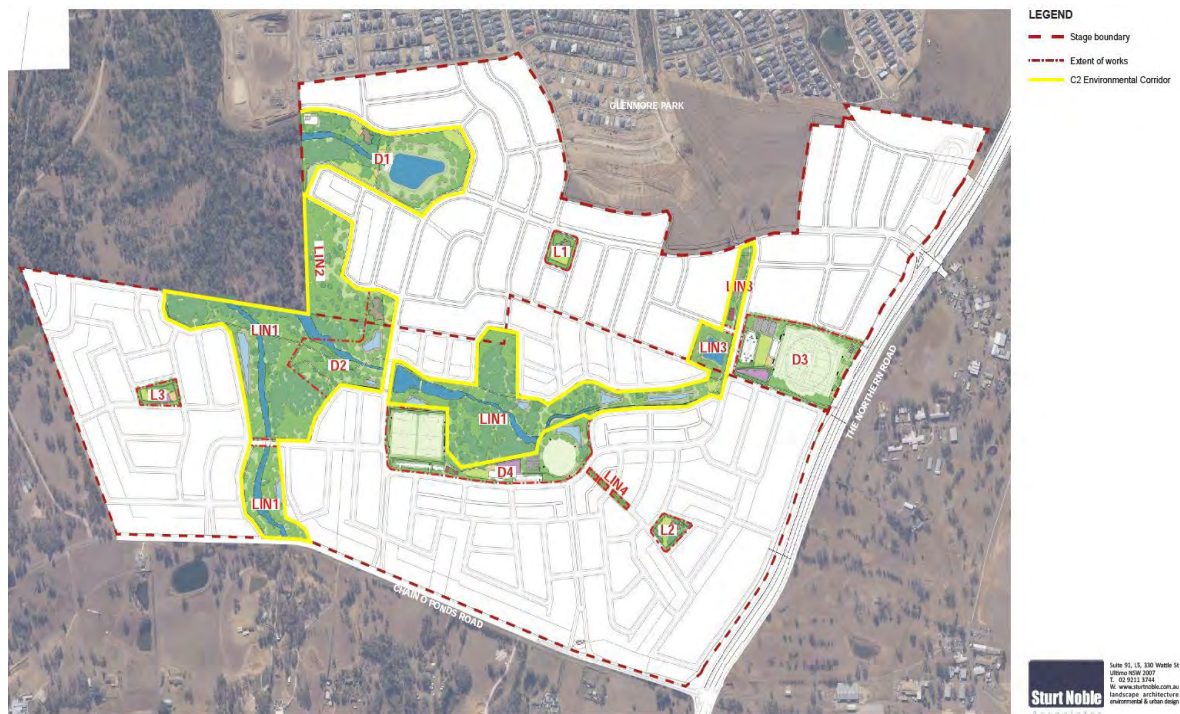 LEGEND
Stage boundary
Extent of works
C2 Environmental Corridor
GLENMORE PARK
D1
L1
LIN2
LIN3
LIN1
LIN3
D3
D2
L3
LIN1
THE NORTHERN ROAD
D4
LIN4
LIN1
L2
CHAIN O PONDS ROAD
Sturt Noble
Associates
Suite 91, L5, 330 Wattle St
Ultimo NSW 2007
T. 02 9211 3744
W. www.sturtnoble.com.au
landscape architecture
environmental & urban design